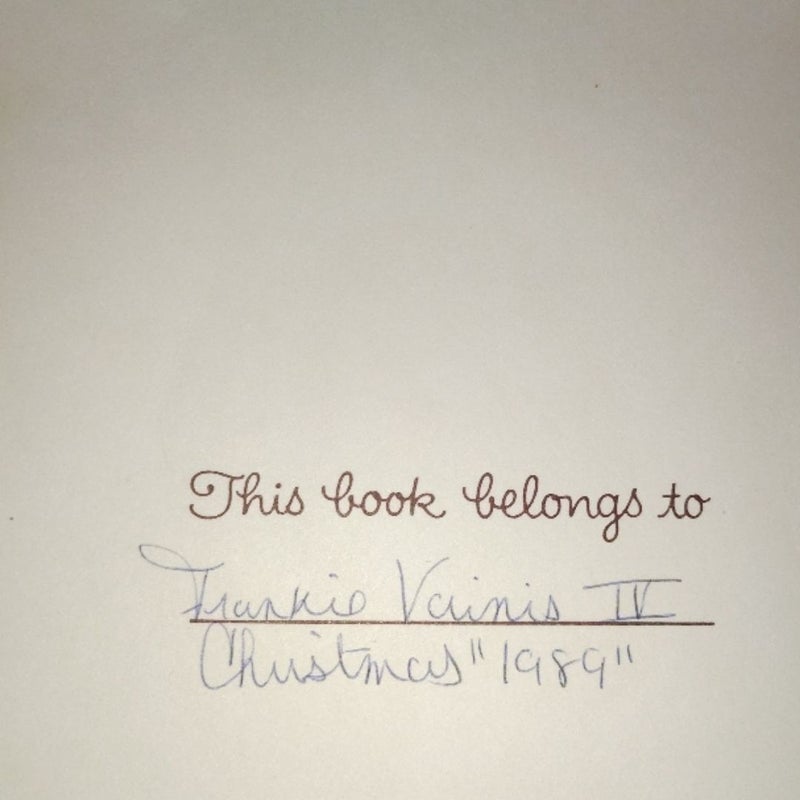 This book belongs to
Frankie Vainis IV
Christmas "1989"